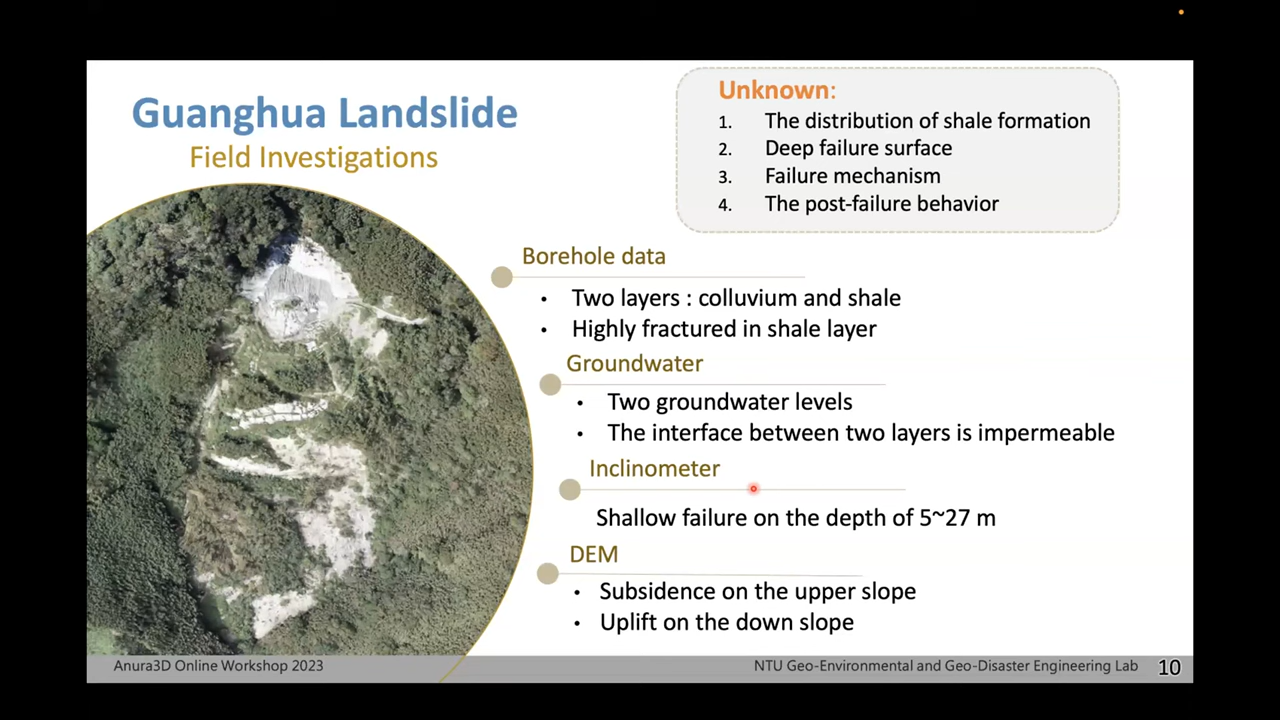 Guanghua Landslide
Field Investigations
Unknown:
1. The distribution of shale formation
2. Deep failure surface
3. Failure mechanism
4. The post-failure behavior
Borehole data
• Two layers : colluvium and shale
• Highly fractured in shale layer
Groundwater
• Two groundwater levels
• The interface between two layers is impermeable
Inclinometer
Shallow failure on the depth of 5~27 m
DEM
• Subsidence on the upper slope
• Uplift on the down slope
Anura3D Online Workshop 2023
NTU Geo-Environmental and Geo-Disaster Engineering Lab 10